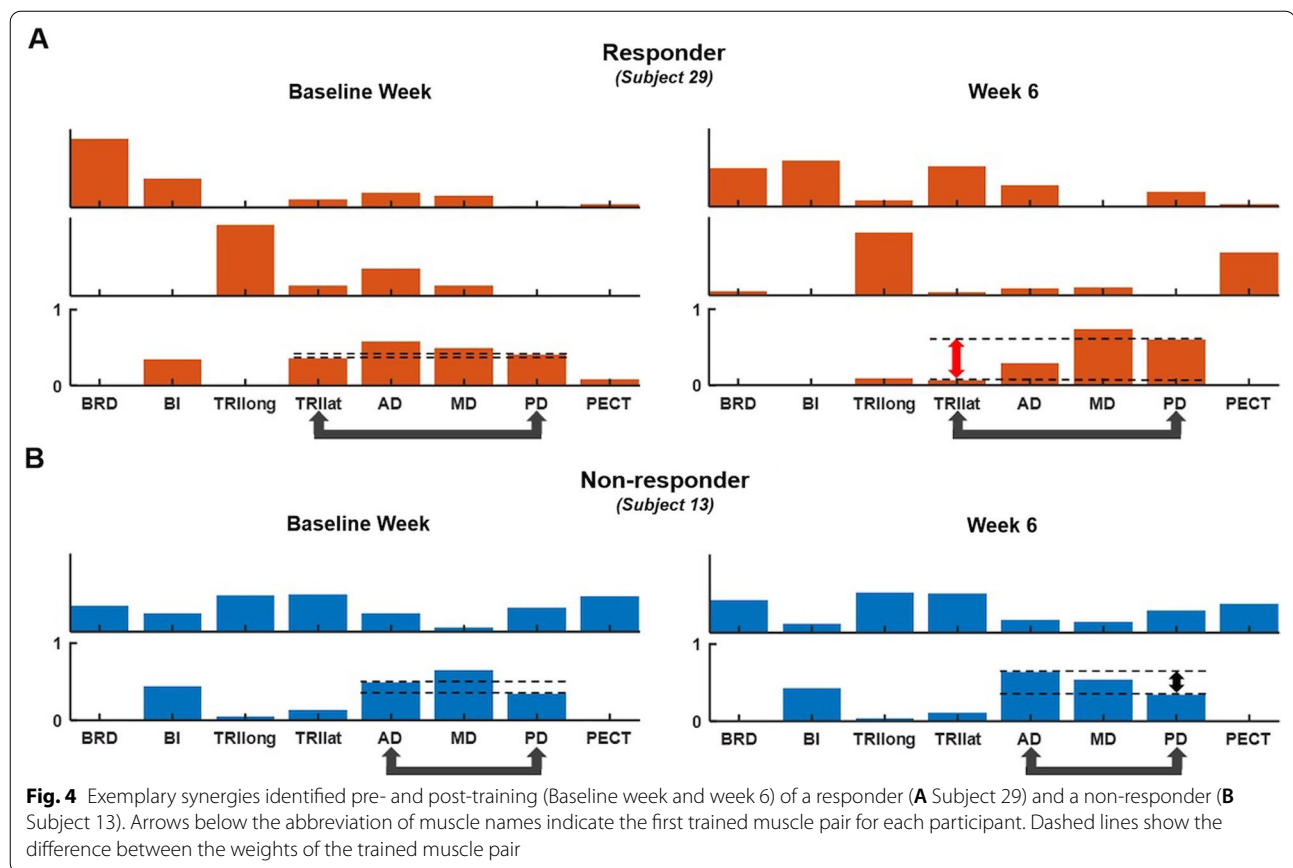 A
Responder
(Subject 29)
Baseline Week
Week 6
1
0
BRD BI TRIlong TRIlat AD MD PD PECT
1
0
BRD BI TRIlong TRIlat AD MD PD PECT
B
Non-responder
(Subject 13)
Baseline Week
Week 6
1
0
BRD BI TRIlong TRIlat AD MD PD PECT
1
0
BRD BI TRIlong TRIlat AD MD PD PECT
Fig. 4 Exemplary synergies identified pre- and post-training (Baseline week and week 6) of a responder (A Subject 29) and a non-responder (B
Subject 13). Arrows below the abbreviation of muscle names indicate the first trained muscle pair for each participant. Dashed lines show the
difference between the weights of the trained muscle pair